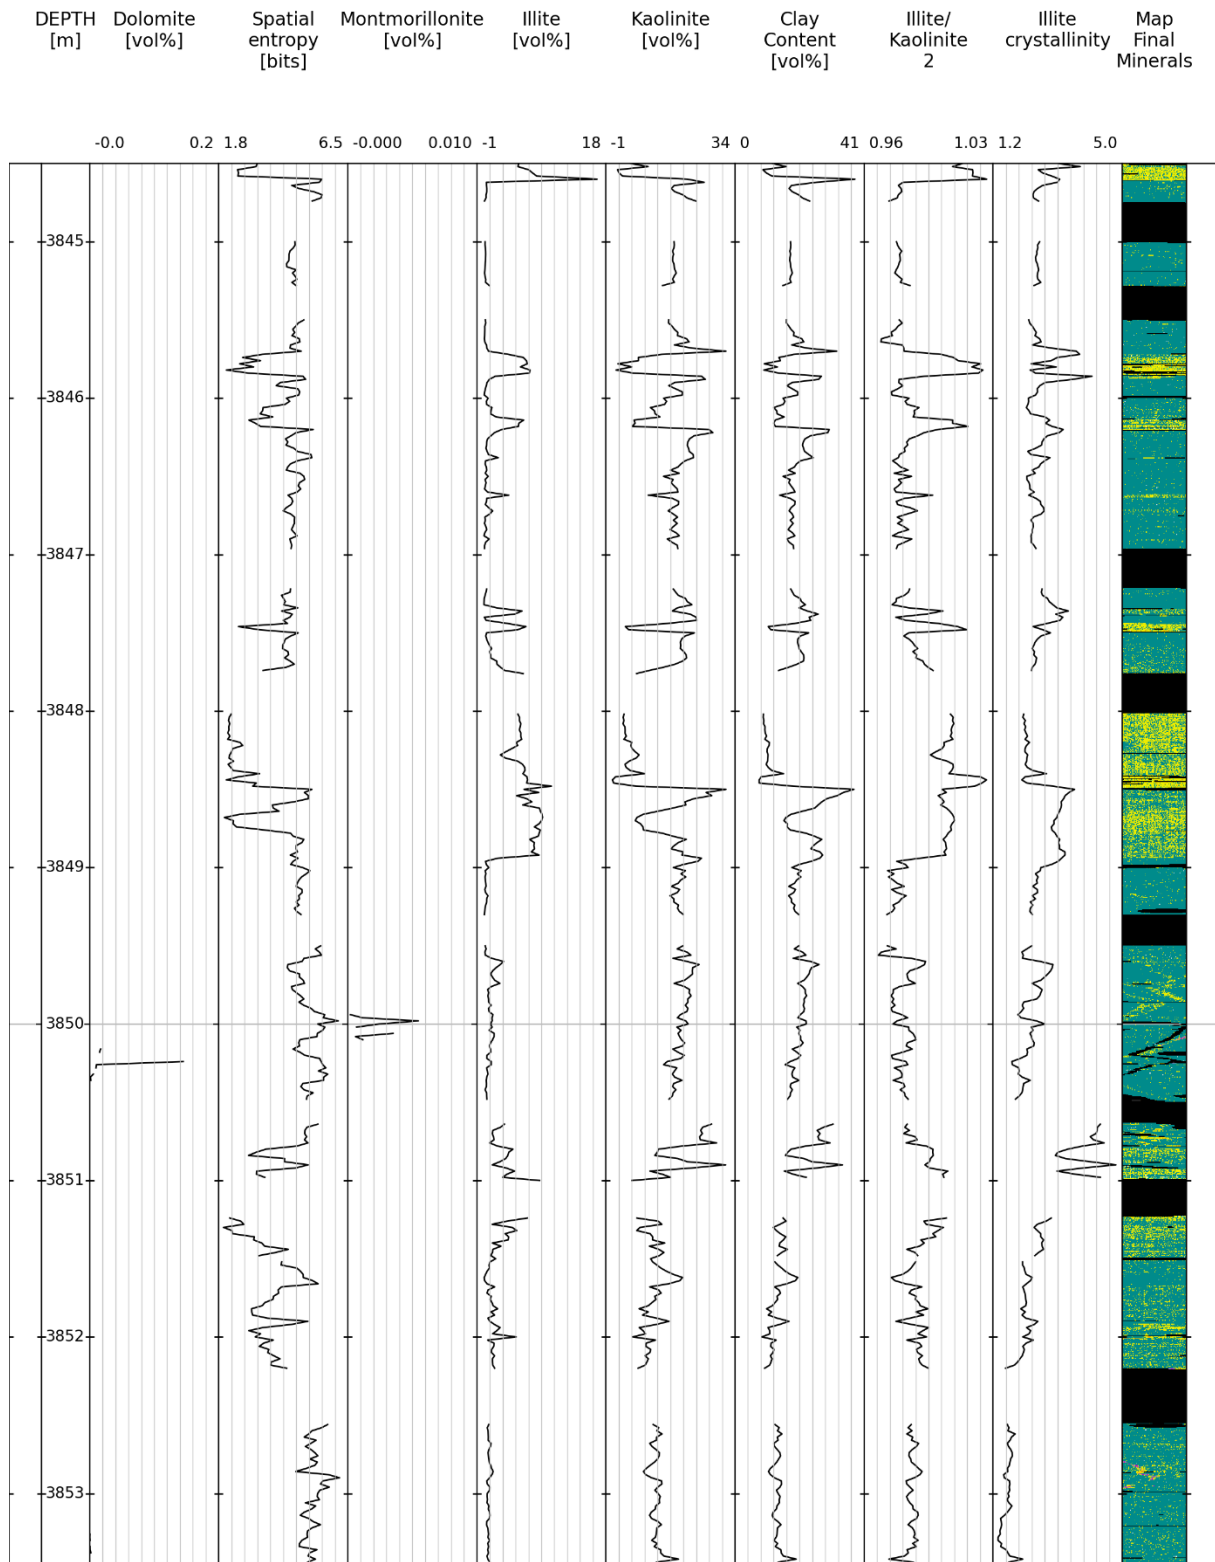 DEPTH Dolomite Spatial Montmorillonite Illite Kaolinite Clay Illite/ Illite Map
[m] [vol%] entropy [vol%] [vol%] [vol%] Content Kaolinite crystallinity Final
[bits] [vol%] 2 Minerals
-0.0 0.2 1.8 6.5 -0.000 0.010 -1 18 -1 34 0 41 0.96 1.03 1.2 5.0
3845
3846
3847
3848
3849
3850
3851
3852
3853